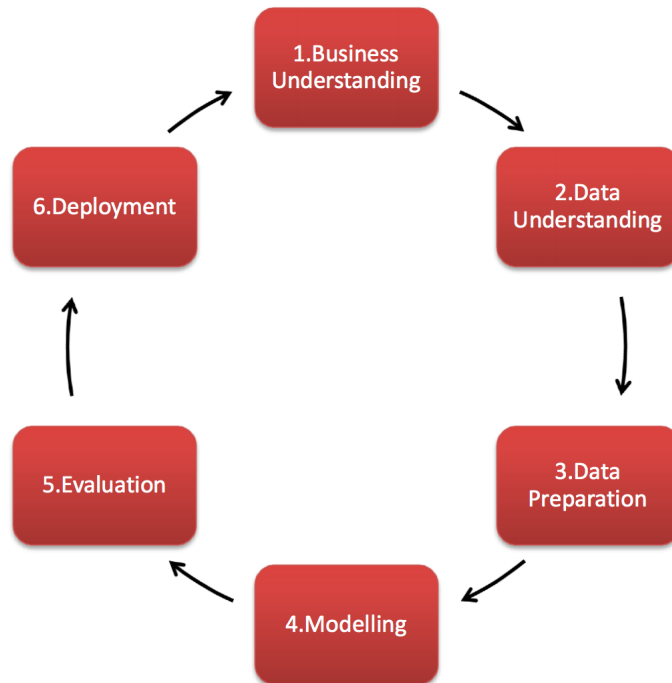 1.Business
Understanding
2.Data
Understanding
3.Data
Preparation
4.Modelling
5.Evaluation
6.Deployment